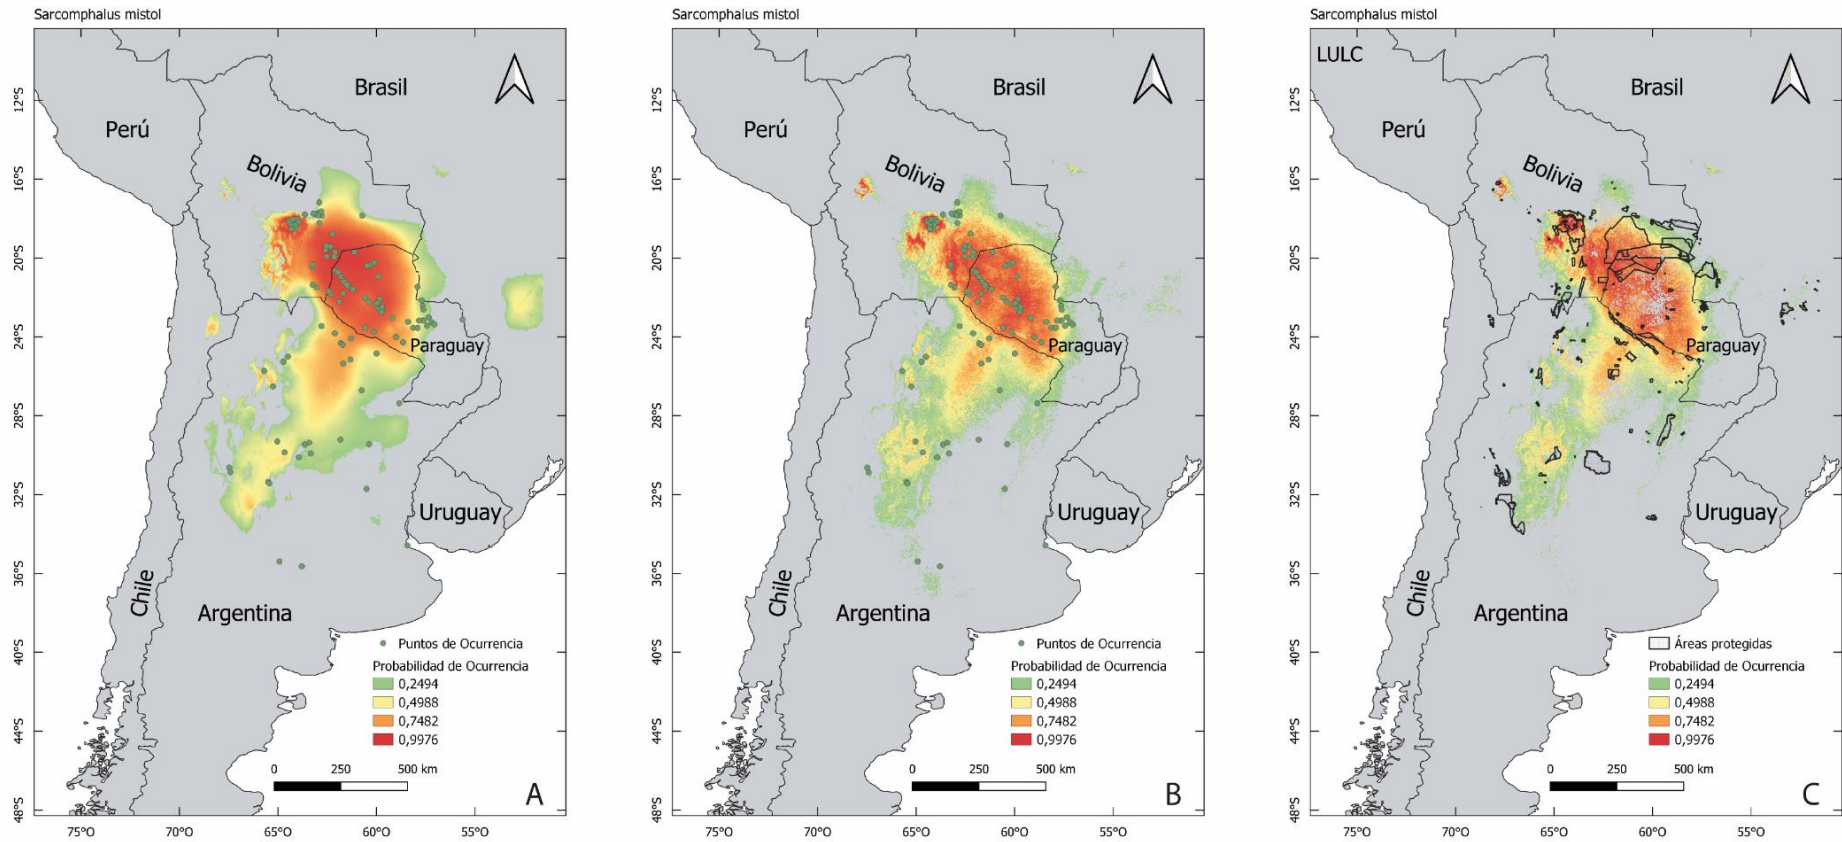 Sarcomphalus mistol
12°S
16°S
20°S
24°S
28°S
32°S
36°S
40°S
44°S
48°S
Brasil
Perú
Bolivia
Paraguay
Uruguay
Chile
Argentina
Puntos de Ocurrencia
Probabilidad de Ocurrencia
0,2494
0,4988
0,7482
0,9976
0 250 500 km
A
75°O 70°O 65°O 60°O 55°O
Sarcomphalus mistol
12°S
16°S
20°S
24°S
28°S
32°S
36°S
40°S
44°S
48°S
Brasil
Perú
Bolivia
Paraguay
Uruguay
Chile
Argentina
Puntos de Ocurrencia
Probabilidad de Ocurrencia
0,2494
0,4988
0,7482
0,9976
0 250 500 km
B
75°O 70°O 65°O 60°O 55°O
Sarcomphalus mistol
LULC
12°S
16°S
20°S
24°S
28°S
32°S
36°S
40°S
44°S
48°S
Brasil
Perú
Bolivia
Paraguay
Uruguay
Chile
Argentina
Áreas protegidas
Probabilidad de Ocurrencia
0,2494
0,4988
0,7482
0,9976
0 250 500 km
C
75°O 70°O 65°O 60°O 55°O